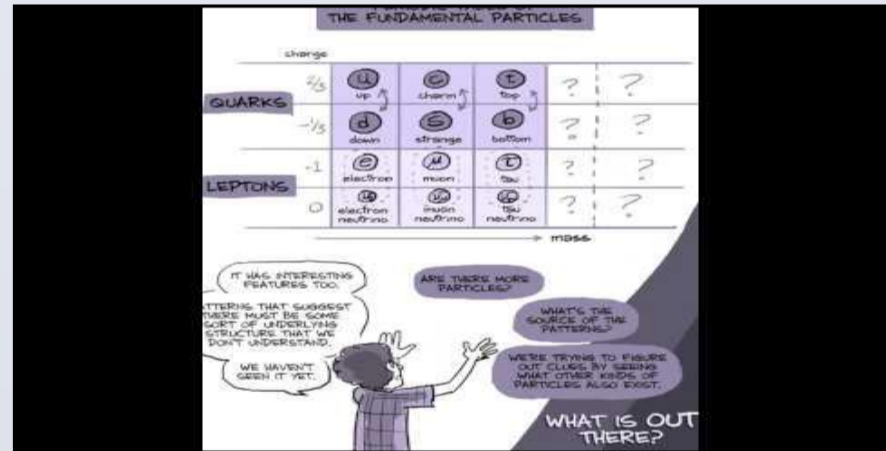 THE FUNDAMENTAL PARTICLES
charge
2/3
u
c
t
?
?
up
charm
top
QUARKS
-1/3
d
s
b
?
?
down
strange
bottom
-1
e
μ
τ
?
?
electron
muon
tau
LEPTONS
0
?
?
electron
muon
tau
neutrino
neutrino
neutrino
mass
IT HAS INTERESTING
FEATURES TOO.
PATTERNS THAT SUGGEST
THERE MUST BE SOME
SORT OF UNDERLYING
STRUCTURE THAT WE
DON'T UNDERSTAND.
WE HAVEN'T
SEEN IT YET.
ARE THERE MORE
PARTICLES?
WHAT'S THE
SOURCE OF THE
PATTERNS?
WE'RE TRYING TO FIGURE
OUT CLUES BY SEEING
WHAT OTHER KINDS OF
PARTICLES ALSO EXIST.
WHAT IS OUT
THERE?